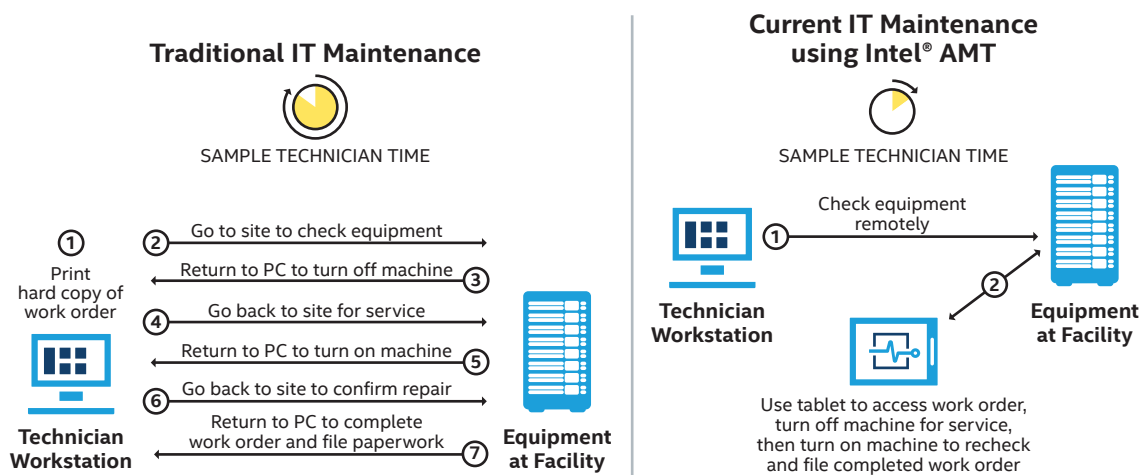 Traditional IT Maintenance
SAMPLE TECHNICIAN TIME
1
Print
hard copy of
work order
2
Go to site to check equipment
Return to PC to turn off machine
3
4
Go back to site for service
Return to PC to turn on machine
5
6
Go back to site to confirm repair
Return to PC to complete
work order and file paperwork
7
Technician
Workstation
Equipment
at Facility
Current IT Maintenance
using Intel® AMT
SAMPLE TECHNICIAN TIME
Check equipment
remotely
1
2
Technician
Workstation
Equipment
at Facility
Use tablet to access work order,
turn off machine for service,
then turn on machine to recheck
and file completed work order